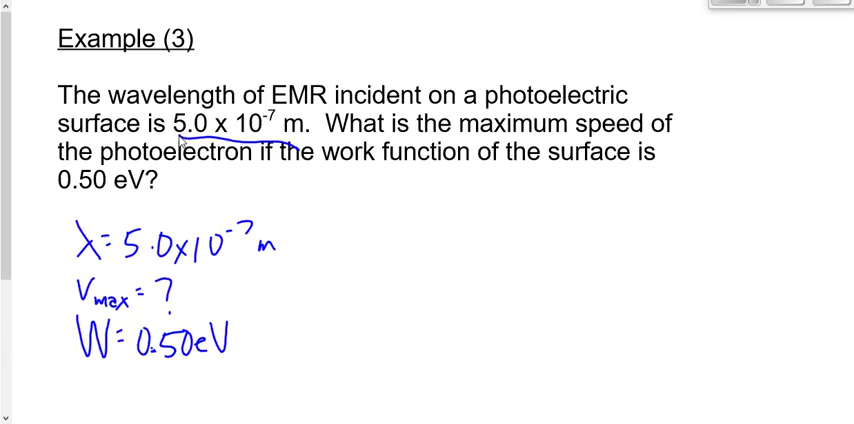 Example (3)
The wavelength of EMR incident on a photoelectric
surface is 5.0 x 10⁻⁷ m. What is the maximum speed of
the photoelectron if the work function of the surface is
0.50 eV?
λ = 5.0x10⁻⁷ m
Vmax = ?
W = 0.50eV